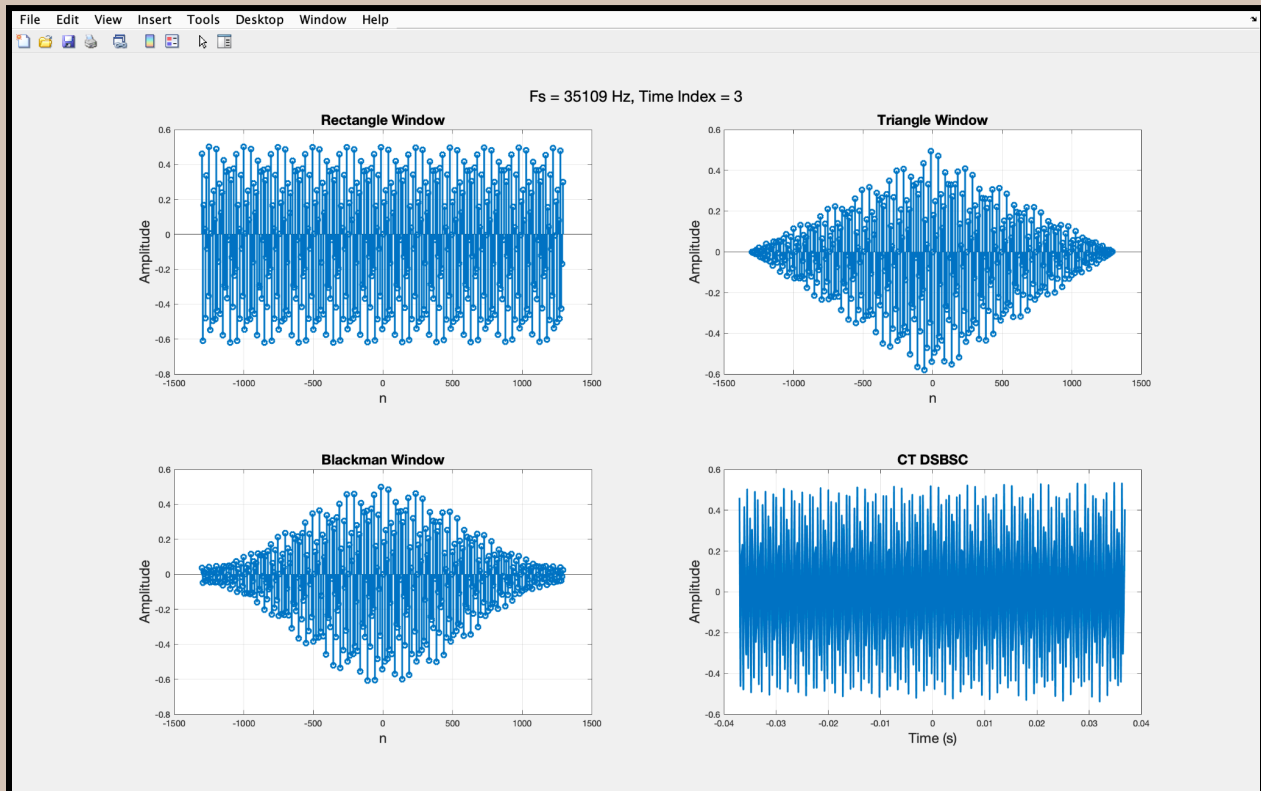 File Edit View Insert Tools Desktop Window Help
Fs = 35109 Hz, Time Index = 3
Rectangle Window
0.6
0.4
0.2
0
-0.2
-0.4
-0.6
-0.8
Amplitude
-1500 -1000 -500 0 500 1000 1500
n
Triangle Window
0.6
0.4
0.2
0
-0.2
-0.4
-0.6
Amplitude
-1500 -1000 -500 0 500 1000 1500
n
Blackman Window
0.6
0.4
0.2
0
-0.2
-0.4
-0.6
-0.8
Amplitude
-1500 -1000 -500 0 500 1000 1500
n
CT DSBSC
0.6
0.4
0.2
0
-0.2
-0.4
-0.6
Amplitude
-0.04 -0.03 -0.02 -0.01 0 0.01 0.02 0.03 0.04
Time (s)